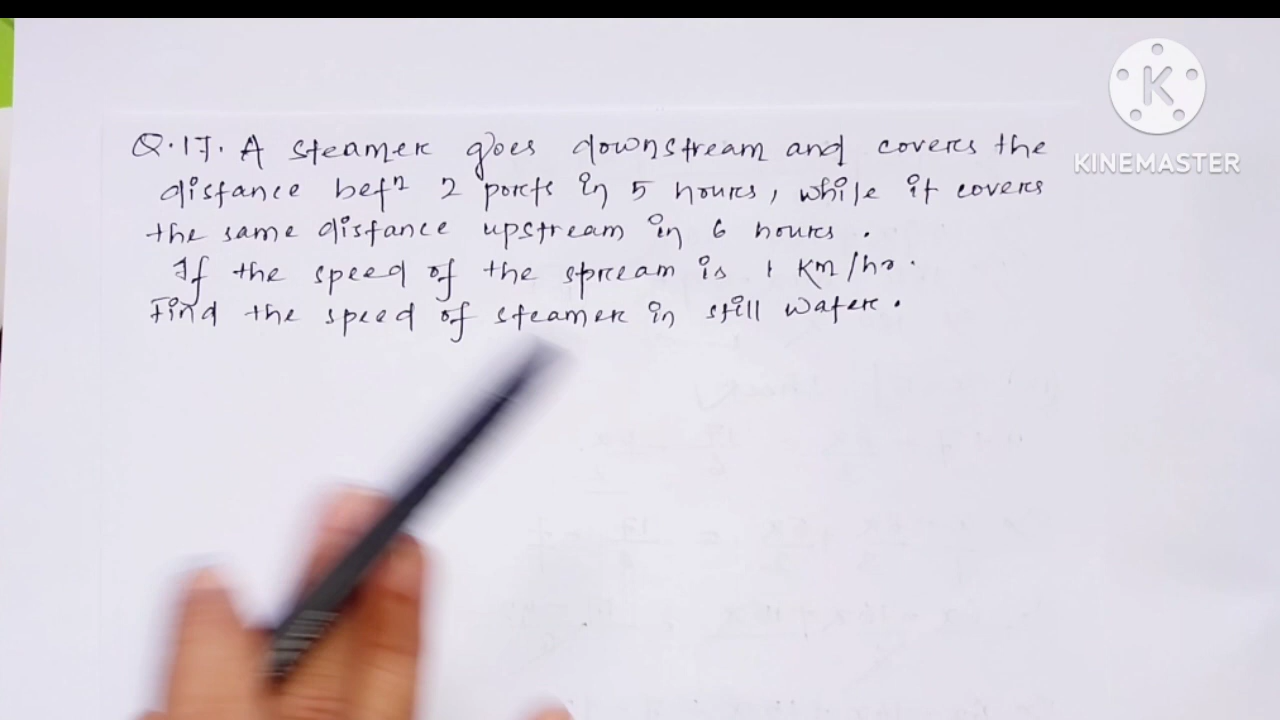 Q.17. A steamer goes downstream and covers the
distance betn 2 ports in 5 hours, while it covers
the same distance upstream in 6 hours.
If the speed of the stream is 1 km/hr.
Find the speed of steamer in still water.
K
KINEMASTER